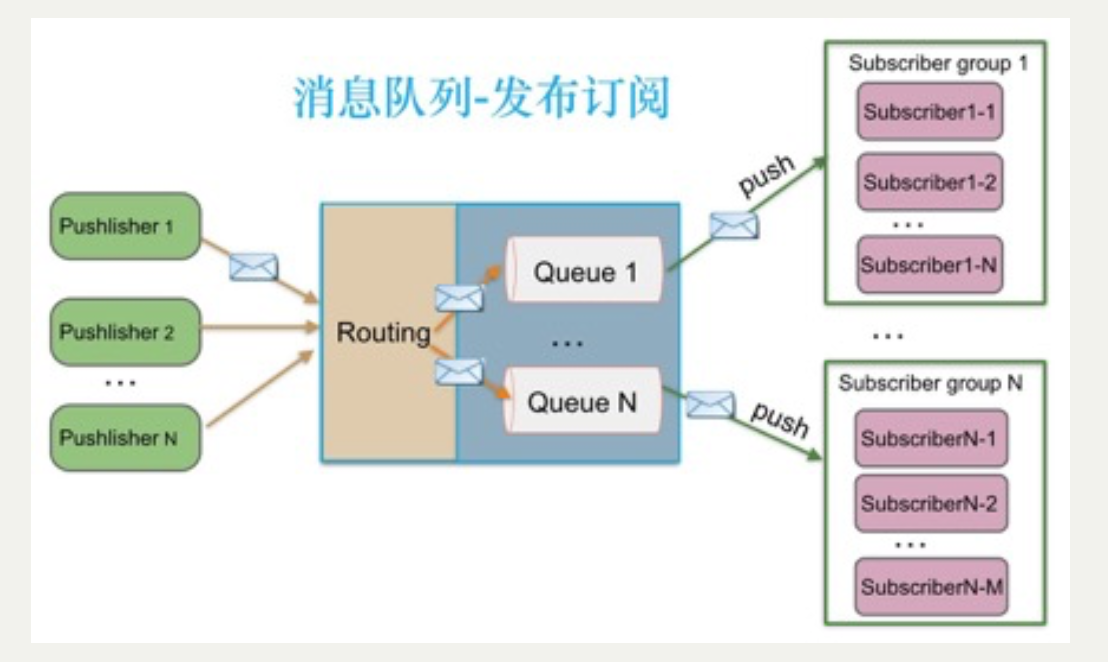 消息队列-发布订阅
Pushlisher 1
Pushlisher 2
...
Pushlisher N
Routing
Queue 1
...
Queue N
push
push
Subscriber group 1
Subscriber1-1
Subscriber1-2
...
Subscriber1-N
...
Subscriber group N
SubscriberN-1
SubscriberN-2
...
SubscriberN-M